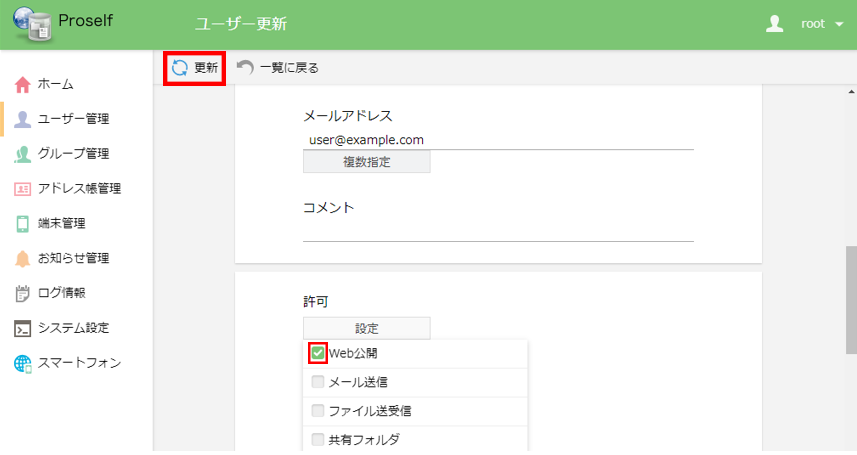 Proself
ユーザー更新
root
更新
一覧に戻る
ホーム
ユーザー管理
グループ管理
アドレス帳管理
端末管理
お知らせ管理
ログ情報
システム設定
スマートフォン
メールアドレス
user@example.com
複数指定
コメント
許可
設定
Web公開
メール送信
ファイル送受信
共有フォルダ